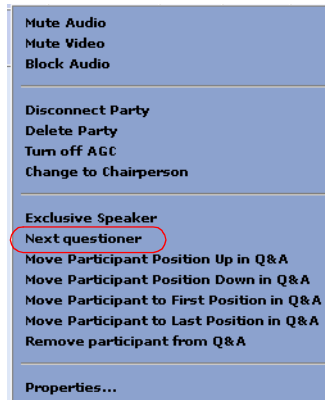 Mute Audio
Mute Video
Block Audio
Disconnect Party
Delete Party
Turn off AGC
Change to Chairperson
Exclusive Speaker
Next questioner
Move Participant Position Up in Q&A
Move Participant Position Down in Q&A
Move Participant to First Position in Q&A
Move Participant to Last Position in Q&A
Remove participant from Q&A
Properties...